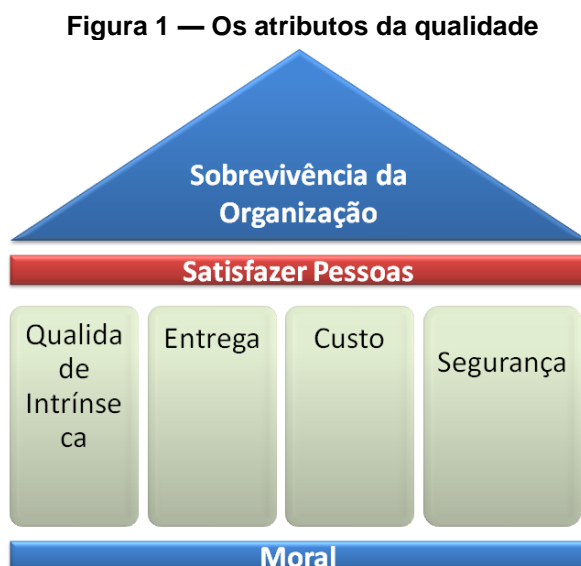 Figura 1 — Os atributos da qualidade
Sobrevivência da
Organização
Satisfazer Pessoas
Qualida
de
Intrínse
ca
Entrega
Custo
Segurança
Moral